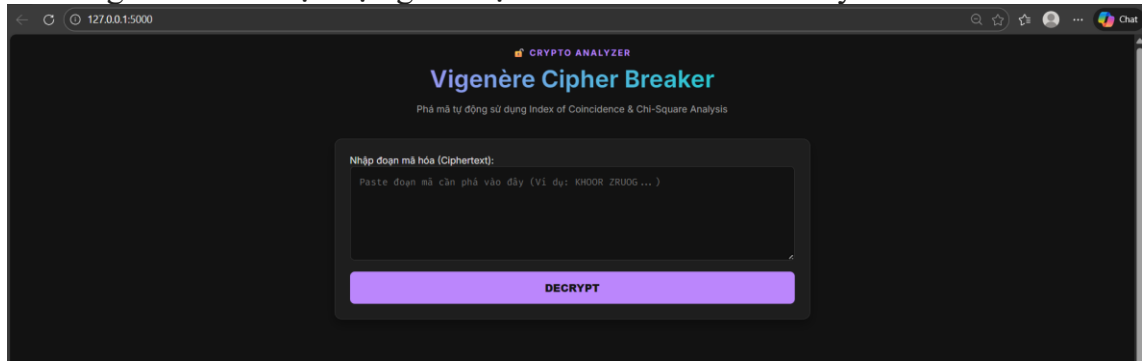 127.0.0.1:5000
Chat
CRYPTO ANALYZER
Vigenère Cipher Breaker
Phá mã tự động sử dụng Index of Coincidence & Chi-Square Analysis
Nhập đoạn mã hóa (Ciphertext):
Paste đoạn mã cần phá vào đây (Ví dụ: KHOOR ZRUOG...)
DECRYPT